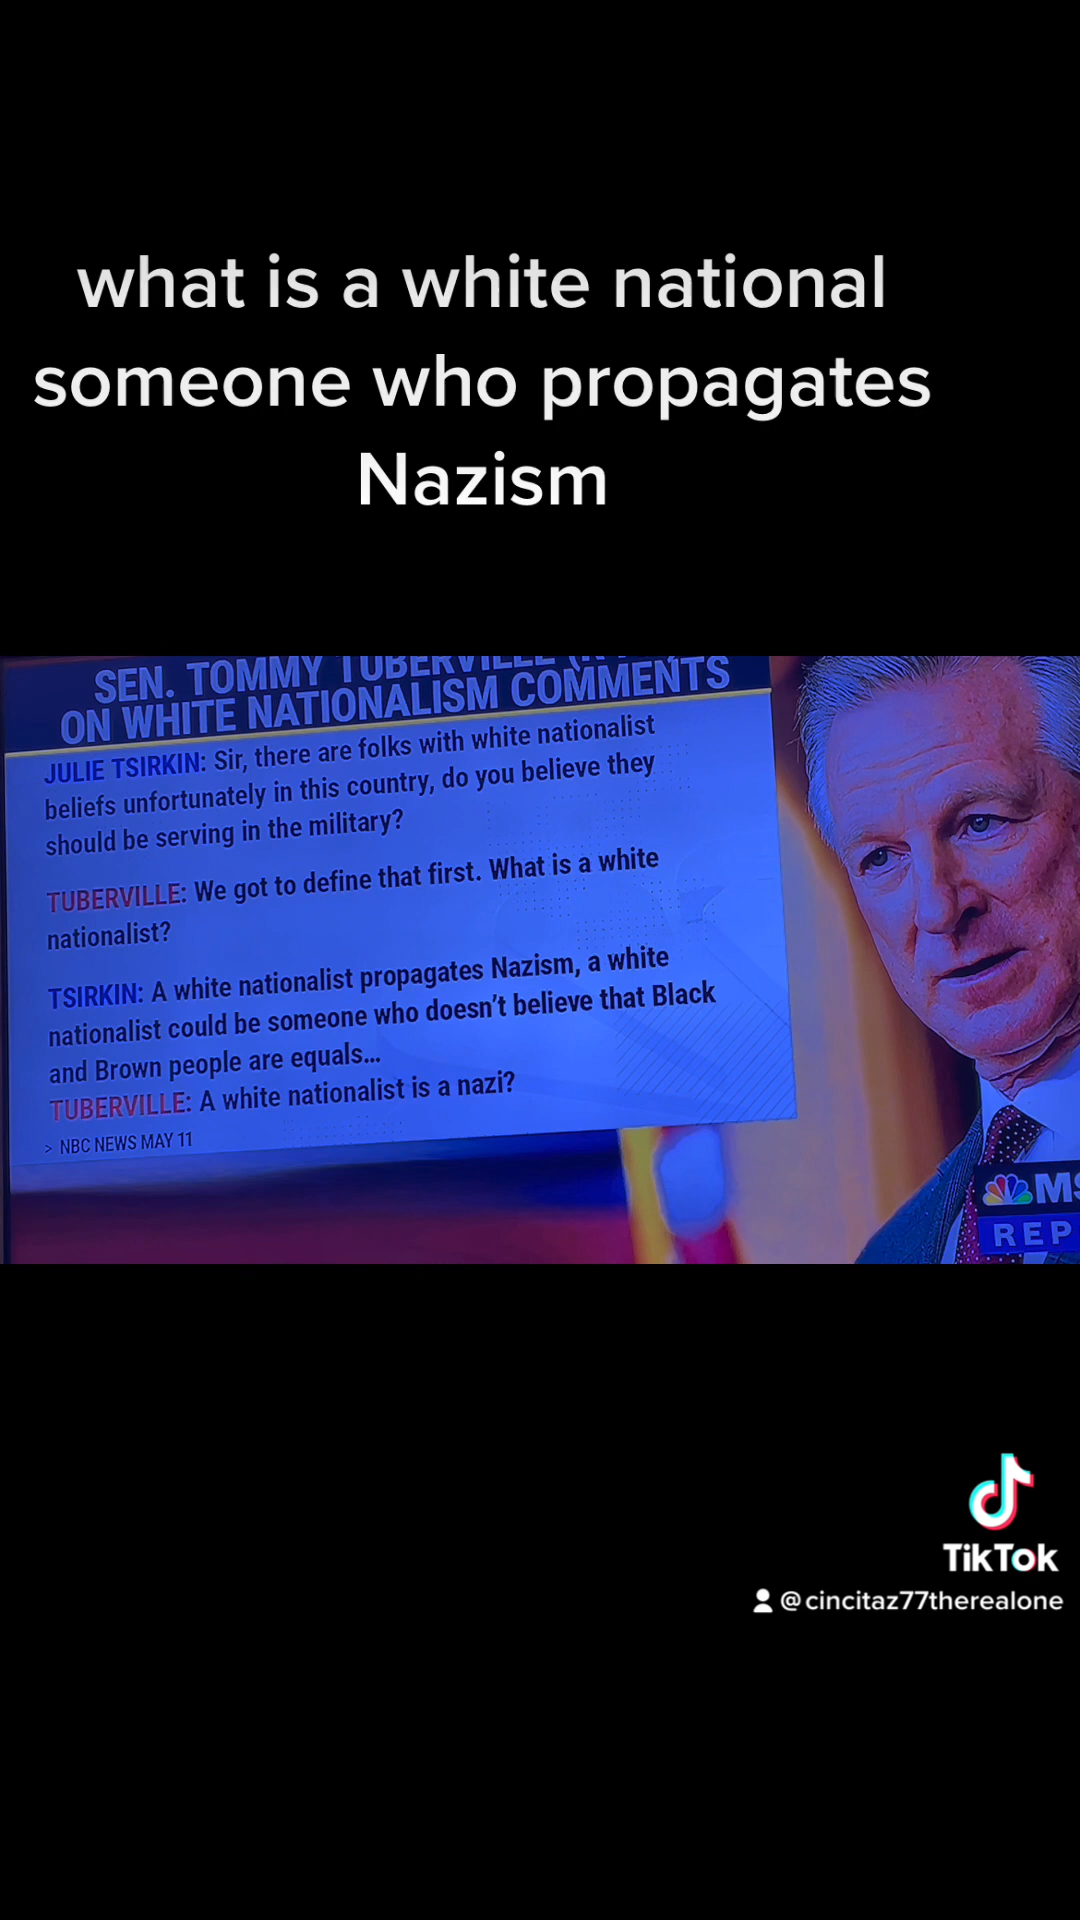 what is a white national
someone who propagates
Nazism
SEN. TOMMY TUBERVILLE
ON WHITE NATIONALISM COMMENTS
JULIE TSIRKIN: Sir, there are folks with white nationalist
beliefs unfortunately in this country, do you believe they
should be serving in the military?
TUBERVILLE: We got to define that first. What is a white
nationalist?
TSIRKIN: A white nationalist propagates Nazism, a white
nationalist could be someone who doesn't believe that Black
and Brown people are equals...
TUBERVILLE: A white nationalist is a nazi?
> NBC NEWS MAY 11
MS
REP
TikTok
@cincitaz77therealone